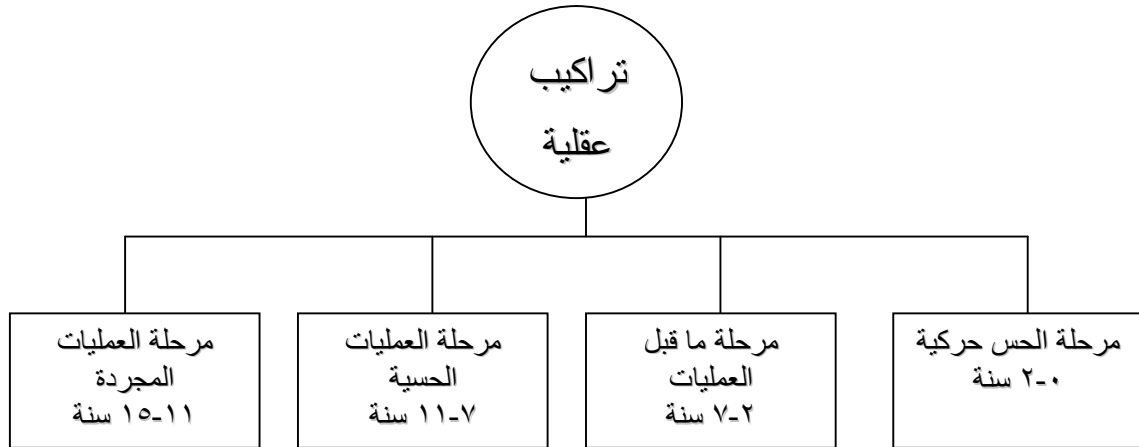 تراكيب
عقلية
مرحلة الحس حركية
٠-٢ سنة
مرحلة ما قبل
العمليات
٢-٧ سنة
مرحلة العمليات
الحسية
٧-١١ سنة
مرحلة العمليات
المجردة
١١-١٥ سنة